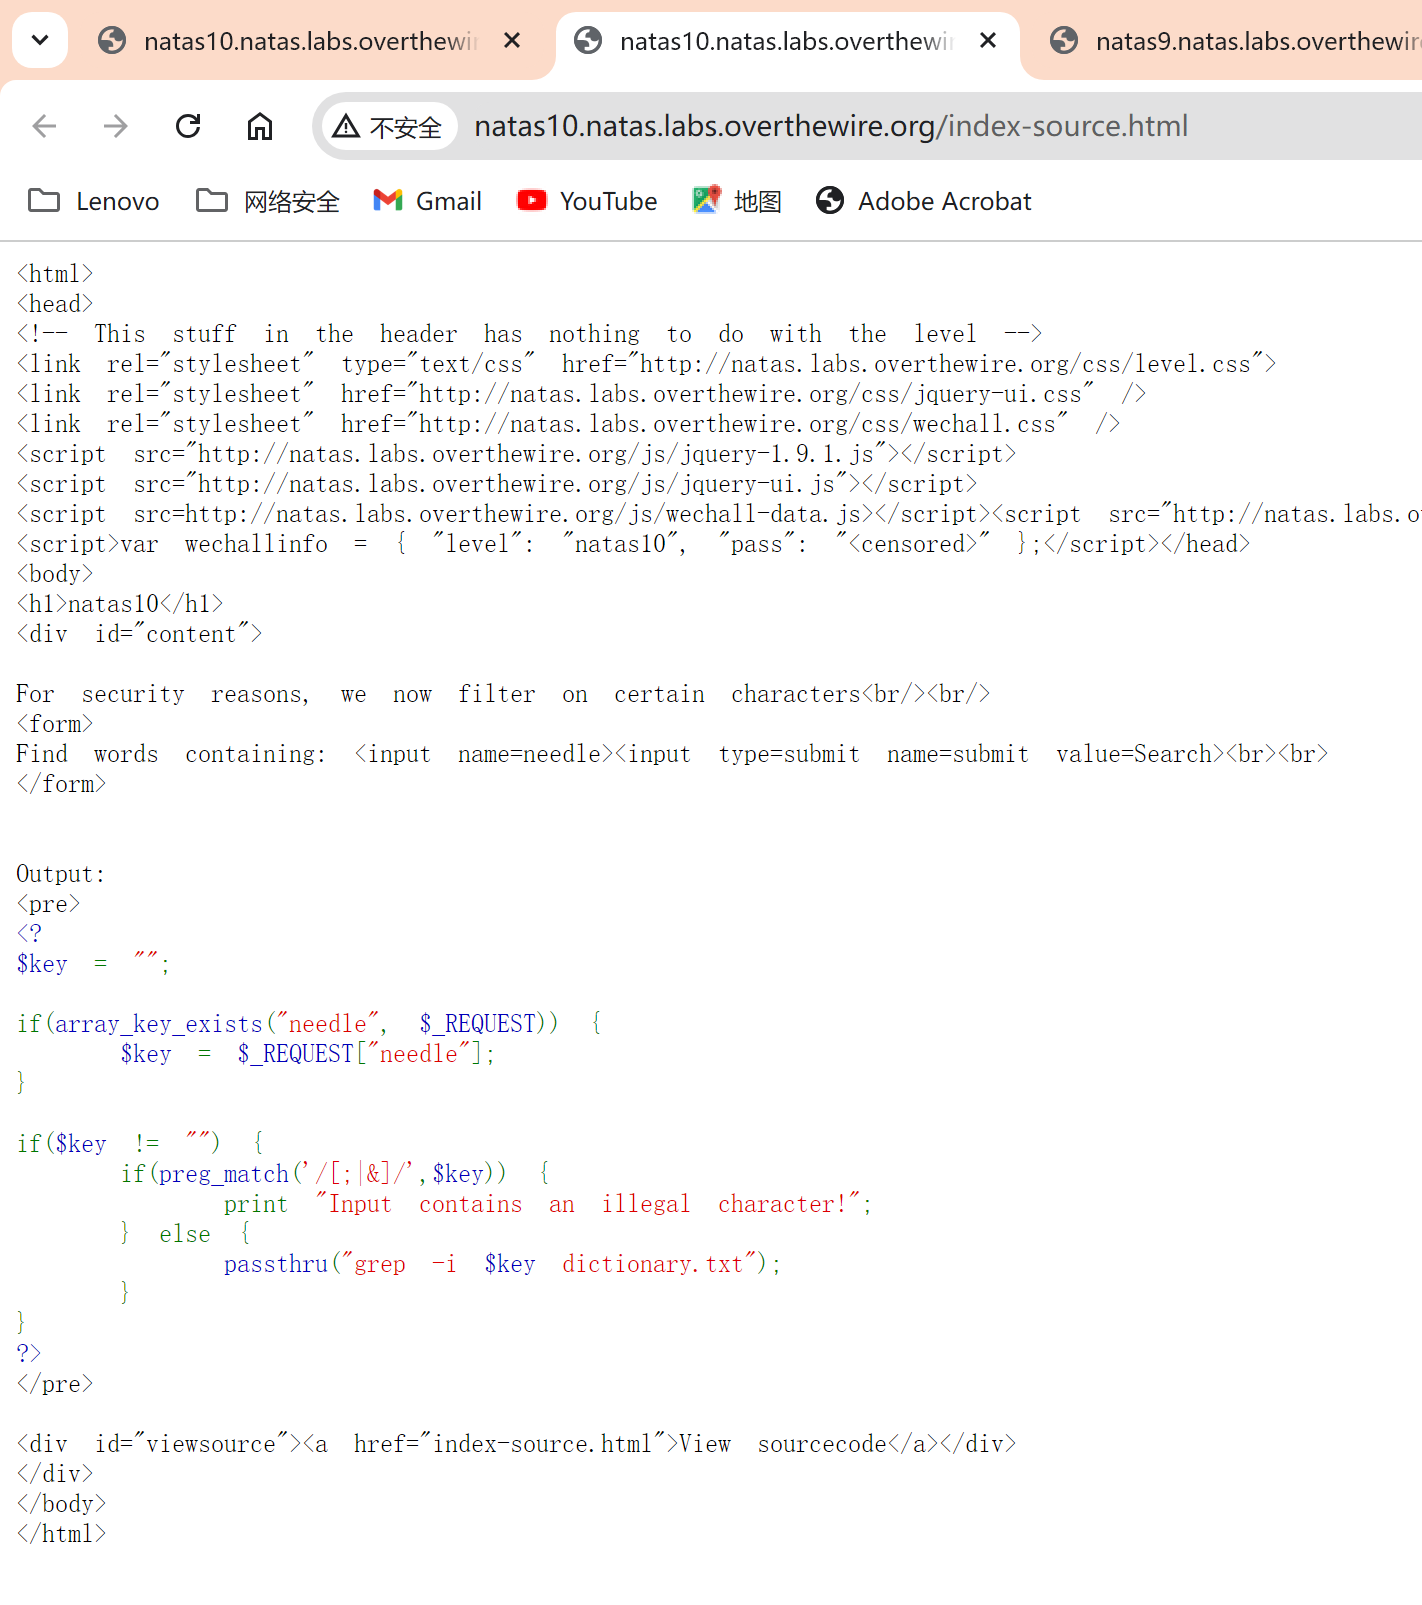 natas10.natas.labs.overthewi
natas10.natas.labs.overthewi
natas9.natas.labs.overthewire
不安全
natas10.natas.labs.overthewire.org/index-source.html
Lenovo
网络安全
Gmail
YouTube
地图
Adobe Acrobat
<html>
<head>
<!-- This stuff in the header has nothing to do with the level -->
<link rel="stylesheet" type="text/css" href="http://natas.labs.overthewire.org/css/level.css">
<link rel="stylesheet" href="http://natas.labs.overthewire.org/css/jquery-ui.css" />
<link rel="stylesheet" href="http://natas.labs.overthewire.org/css/wechall.css" />
<script src="http://natas.labs.overthewire.org/js/jquery-1.9.1.js"></script>
<script src="http://natas.labs.overthewire.org/js/jquery-ui.js"></script>
<script src=http://natas.labs.overthewire.org/js/wechall-data.js></script><script src="http://natas.labs.o
<script>var wechallinfo = { "level": "natas10", "pass": "<censored>" };</script></head>
<body>
<h1>natas10</h1>
<div id="content">
For security reasons, we now filter on certain characters<br/><br/>
<form>
Find words containing: <input name=needle><input type=submit name=submit value=Search><br><br>
</form>
Output:
<pre>
<?
$key = "";
if(array_key_exists("needle", $_REQUEST)) {
$key = $_REQUEST["needle"];
}
if($key != "") {
if(preg_match('/[;|&]/',$key)) {
print "Input contains an illegal character!";
} else {
passthru("grep -i $key dictionary.txt");
}
}
?>
</pre>
<div id="viewsource"><a href="index-source.html">View sourcecode</a></div>
</div>
</body>
</html>